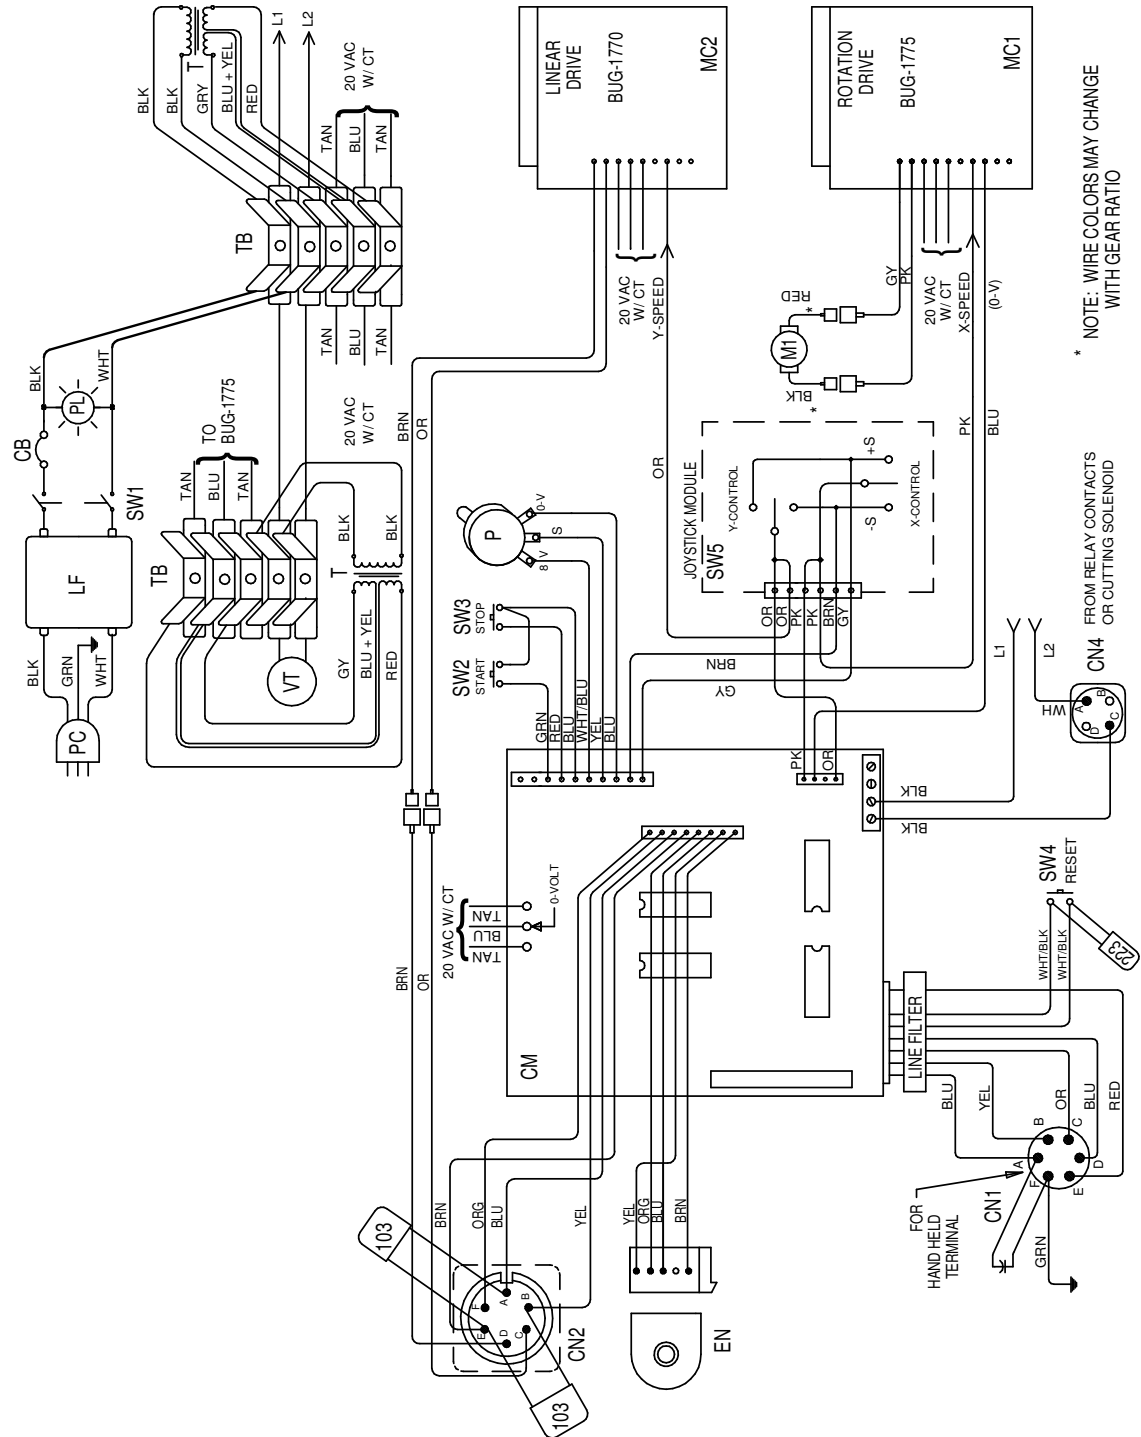 BLK
BLK
GRY
BLU + YEL
RED
T
L1
L2
20 VAC
W/ CT
TAN
BLU
TAN
TB
TAN
BLU
TAN
20 VAC
W/ CT
BLK
WHT
PL
CB
SW1
LF
BLK
GRN
WHT
PC
TO
BUG-1775
TAN
BLU
TAN
TB
VT
T
BLK
BLK
GY
BLU + YEL
RED
BRN
OR
LINEAR
DRIVE
BUG-1770
MC2
20 VAC
W/ CT
Y-SPEED
ROTATION
DRIVE
BUG-1775
MC1
GY
PK
20 VAC
W/ CT
X-SPEED
(0-V)
RED
*
M1
BLK
*
* NOTE: WIRE COLORS MAY CHANGE
WITH GEAR RATIO
P
0-V
S
8 V
SW3
STOP
SW2
START
GRN
RED
BLU
WHT/BLU
YEL
BLU
JOYSTICK MODULE
SW5
Y-CONTROL
+S
-S
X-CONTROL
OR
OR
PK
PK
BRN
GY
OR
PK
BLU
BRN
GY
PK
OR
BLK
BLK
L1
L2
WH
A
B
C
D
CN4
FROM RELAY CONTACTS
OR CUTTING SOLENOID
20 VAC W/ CT
TAN
BLU
TAN
0-VOLT
CM
BRN
OR
LINE FILTER
WHT/BLK
WHT/BLK
SW4
RESET
223
BLU
YEL
OR
BLU
RED
A
B
C
D
E
F
CN1
FOR
HAND HELD
TERMINAL
GRN
103
103
BRN
ORG
BLU
YEL
F
A
B
E
D
C
CN2
YEL
ORG
BLU
BRN
EN